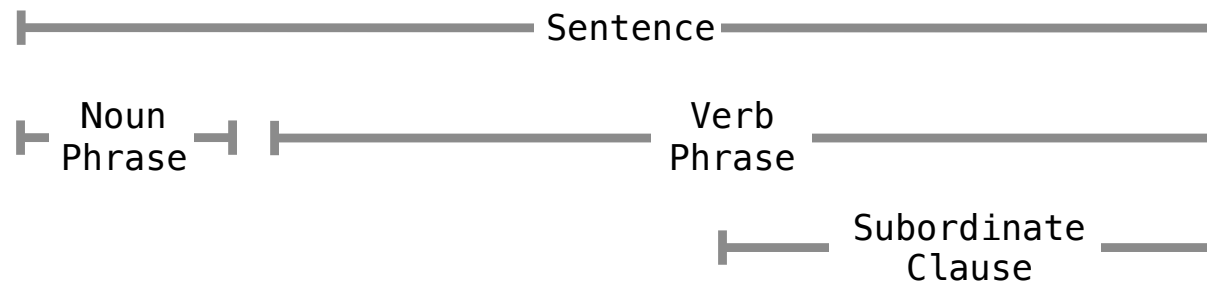 Sentence
Noun
Phrase
Verb
Phrase
Subordinate
Clause